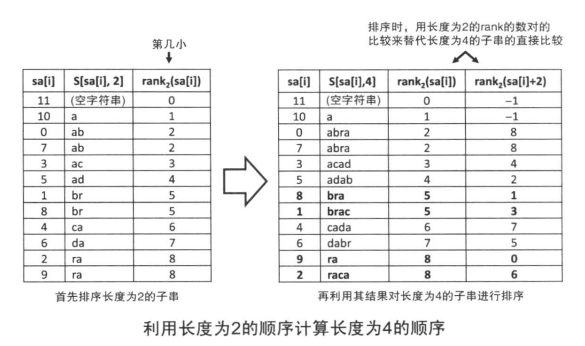 排序时，用长度为2的rank的数对的
比较来替代长度为4的子串的直接比较
第几小
sa[i] S[sa[i], 2] rank₂(sa[i])
11 (空字符串) 0
10 a 1
0 ab 2
7 ab 2
3 ac 3
5 ad 4
1 br 5
8 br 5
4 ca 6
6 da 7
2 ra 8
9 ra 8
首先排序长度为2的子串
sa[i] S[sa[i],4] rank₂(sa[i]) rank₂(sa[i]+2)
11 (空字符串) 0 −1
10 a 1 −1
0 abra 2 8
7 abra 2 8
3 acad 3 4
5 adab 4 2
8 bra 5 1
1 brac 5 3
4 cada 6 7
6 dabr 7 5
9 ra 8 0
2 raca 8 6
再利用其结果对长度为4的子串进行排序
利用长度为2的顺序计算长度为4的顺序